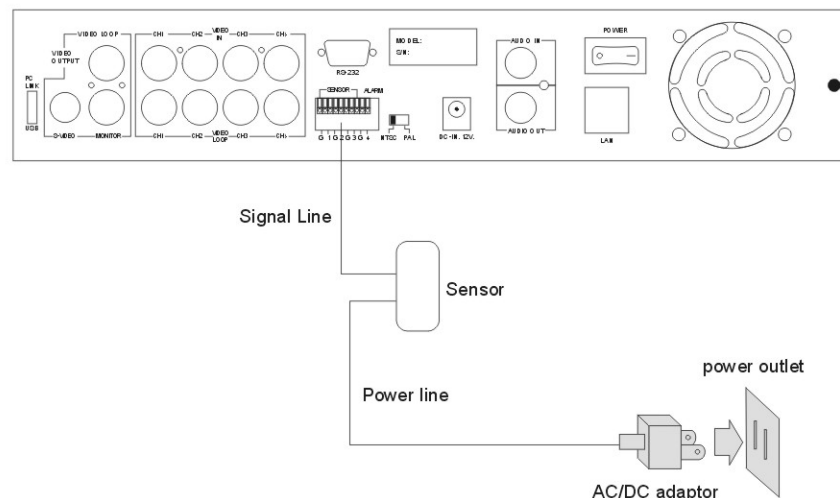 VIDEO LOOP
VIDEO
OUTPUT
PC
LINK
USB
S-VIDEO
MONITOR
CH1
CH2
VIDEO
IN
CH3
CH4
CH1
CH2
VIDEO
LOOP
CH3
CH4
RS-232
SENSOR
ALARM
G 1 G 2 G 3 G 4
NTSC
PAL
MODEL:
S/N:
DC-IN. 12V.
AUDIO IN
AUDIO OUT
POWER
LAN
Signal Line
Sensor
Power line
power outlet
AC/DC adaptor